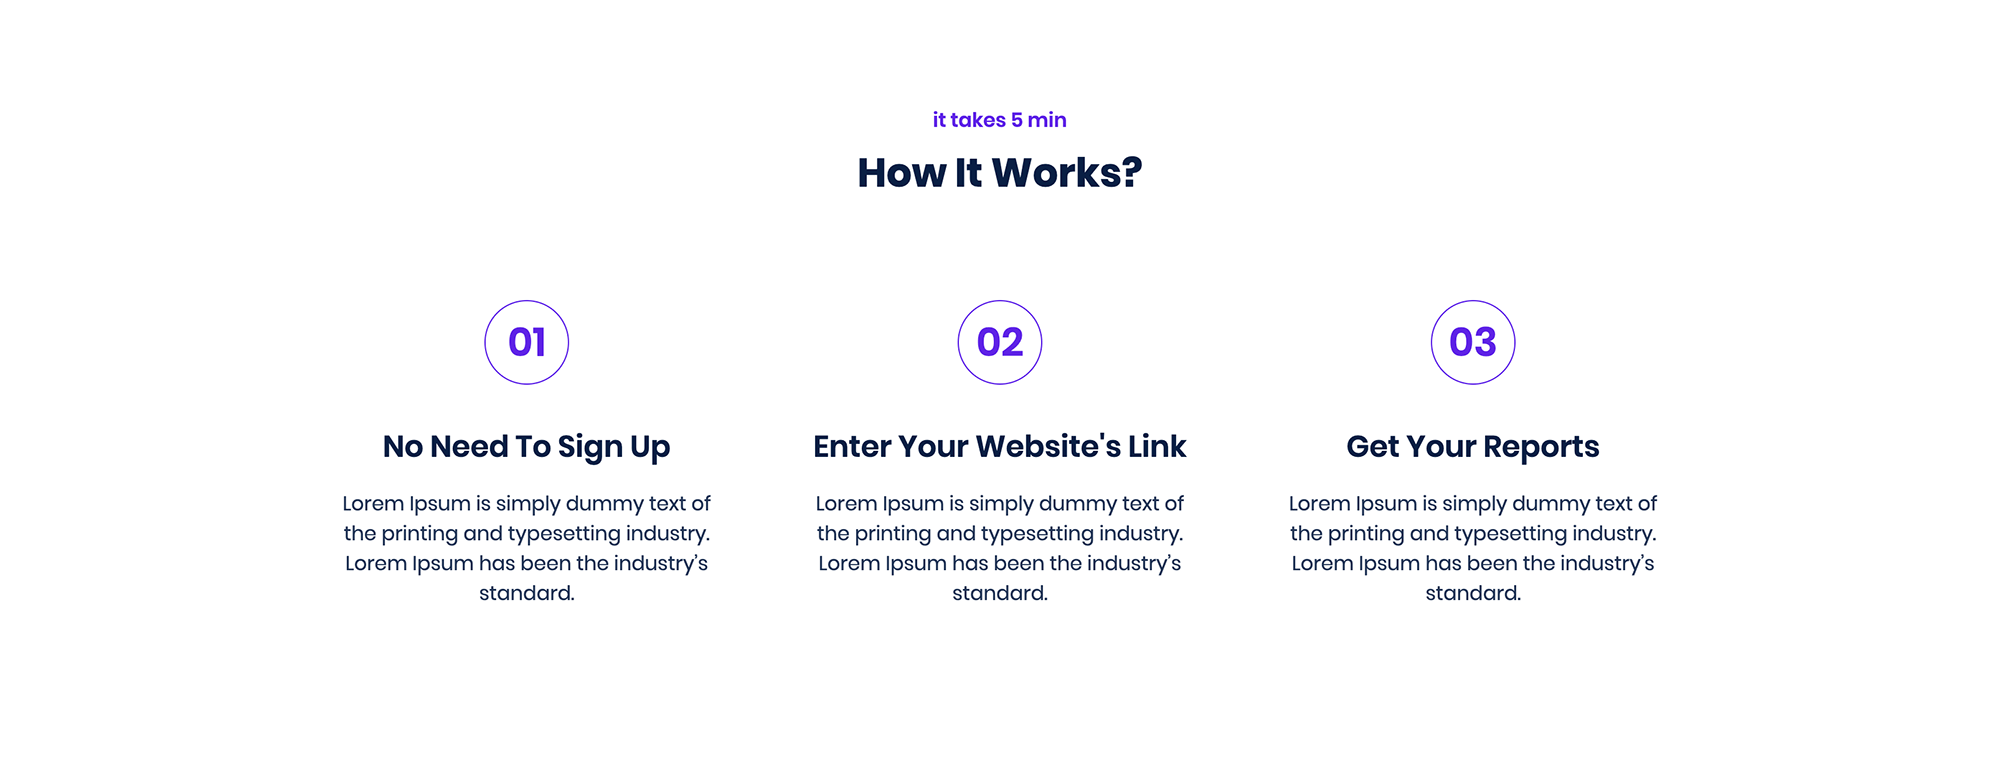 it takes 5 min
How It Works?
01
No Need To Sign Up
Lorem Ipsum is simply dummy text of
the printing and typesetting industry.
Lorem Ipsum has been the industry’s
standard.
02
Enter Your Website's Link
Lorem Ipsum is simply dummy text of
the printing and typesetting industry.
Lorem Ipsum has been the industry’s
standard.
03
Get Your Reports
Lorem Ipsum is simply dummy text of
the printing and typesetting industry.
Lorem Ipsum has been the industry’s
standard.